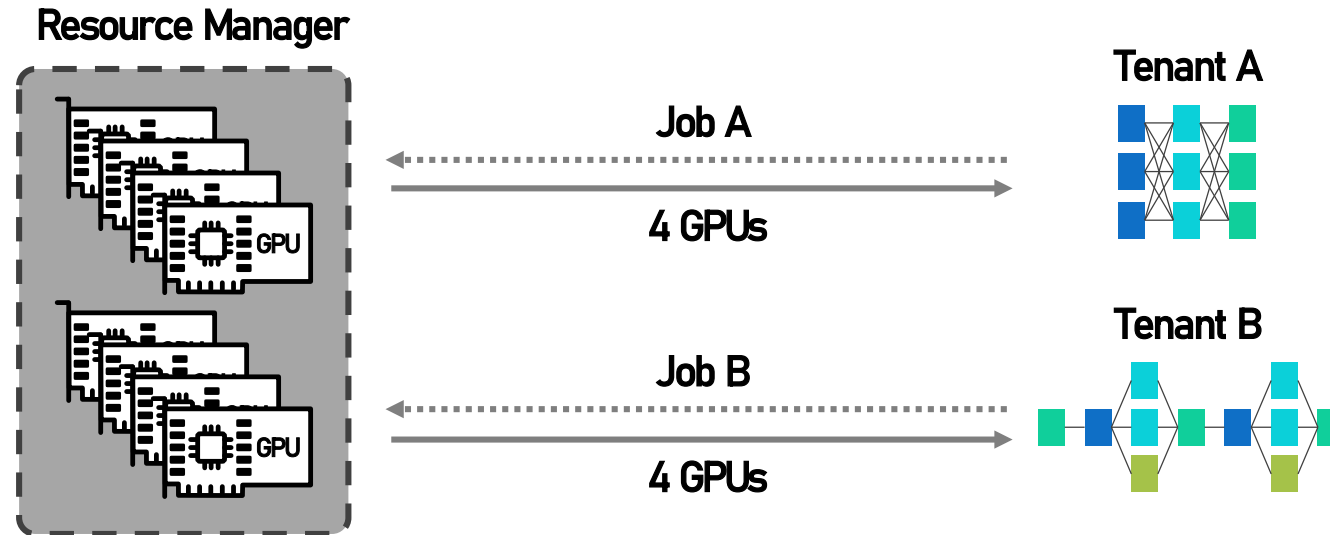 Resource Manager
GPU
GPU
Job A
4 GPUs
Job B
4 GPUs
Tenant A
Tenant B